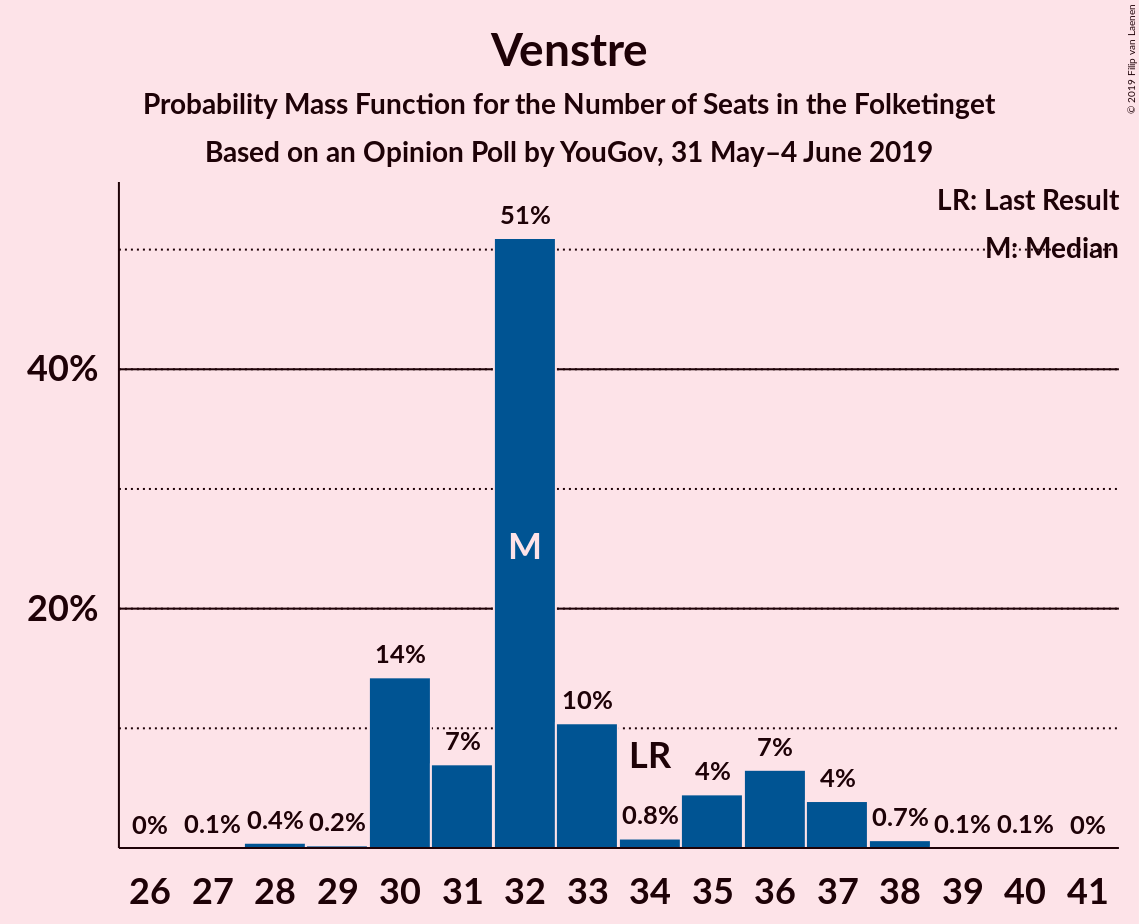 Venstre
Probability Mass Function for the Number of Seats in the Folketinget
Based on an Opinion Poll by YouGov, 31 May–4 June 2019
© 2019 Filip van Laenen
LR: Last Result
M: Median
51%
40%
M
20%
14%
10%
7%
LR
7%
4%
4%
0%
0.1%
0.4%
0.2%
0.8%
0.7%
0.1%
0.1%
0%
26 27 28 29 30 31 32 33 34 35 36 37 38 39 40 41